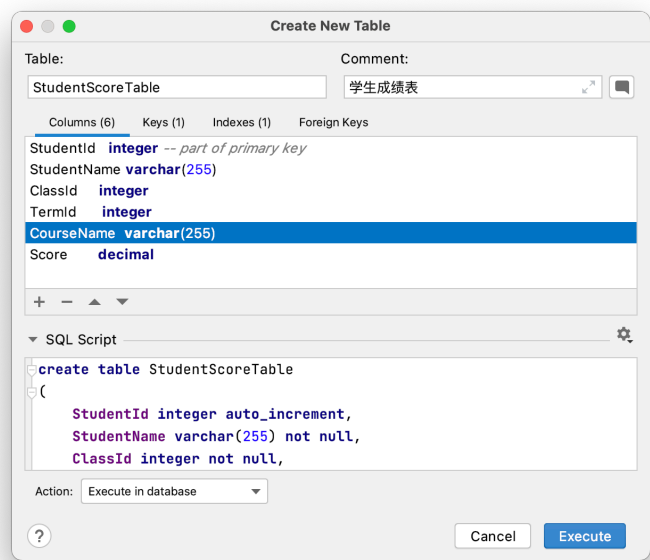 Create New Table
Table:
Comment:
StudentScoreTable
学生成绩表
Columns (6)
Keys (1)
Indexes (1)
Foreign Keys
StudentId integer -- part of primary key
StudentName varchar(255)
ClassId integer
TermId integer
CourseName varchar(255)
Score decimal
SQL Script
create table StudentScoreTable
(
StudentId integer auto_increment,
StudentName varchar(255) not null,
ClassId integer not null,
Action:
Execute in database
?
Cancel
Execute